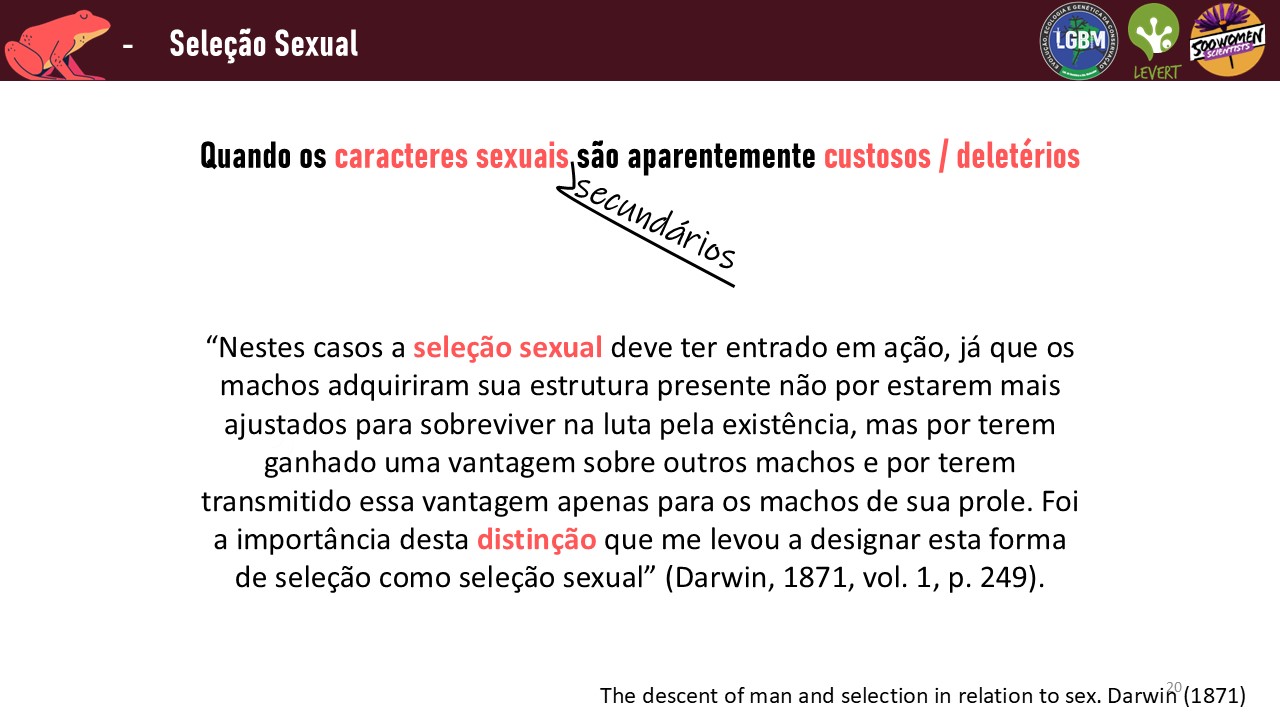 - Seleção Sexual
EVOLUÇÃO, ECOLOGIA E GENÉTICA DA CONSERVAÇÃO
LGBM
LEVERT
500 WOMEN
SCIENTISTS
Quando os caracteres sexuais são aparentemente custosos / deletérios
secundários
“Nestes casos a seleção sexual deve ter entrado em ação, já que os
machos adquiriram sua estrutura presente não por estarem mais
ajustados para sobreviver na luta pela existência, mas por terem
ganhado uma vantagem sobre outros machos e por terem
transmitido essa vantagem apenas para os machos de sua prole. Foi
a importância desta distinção que me levou a designar esta forma
de seleção como seleção sexual” (Darwin, 1871, vol. 1, p. 249).
20
The descent of man and selection in relation to sex. Darwin (1871)